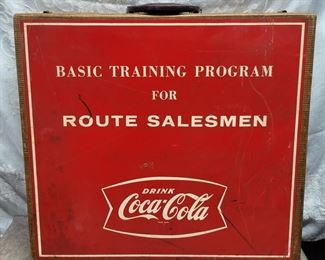 BASIC TRAINING PROGRAM
FOR
ROUTE SALESMEN
DRINK
Coca-Cola